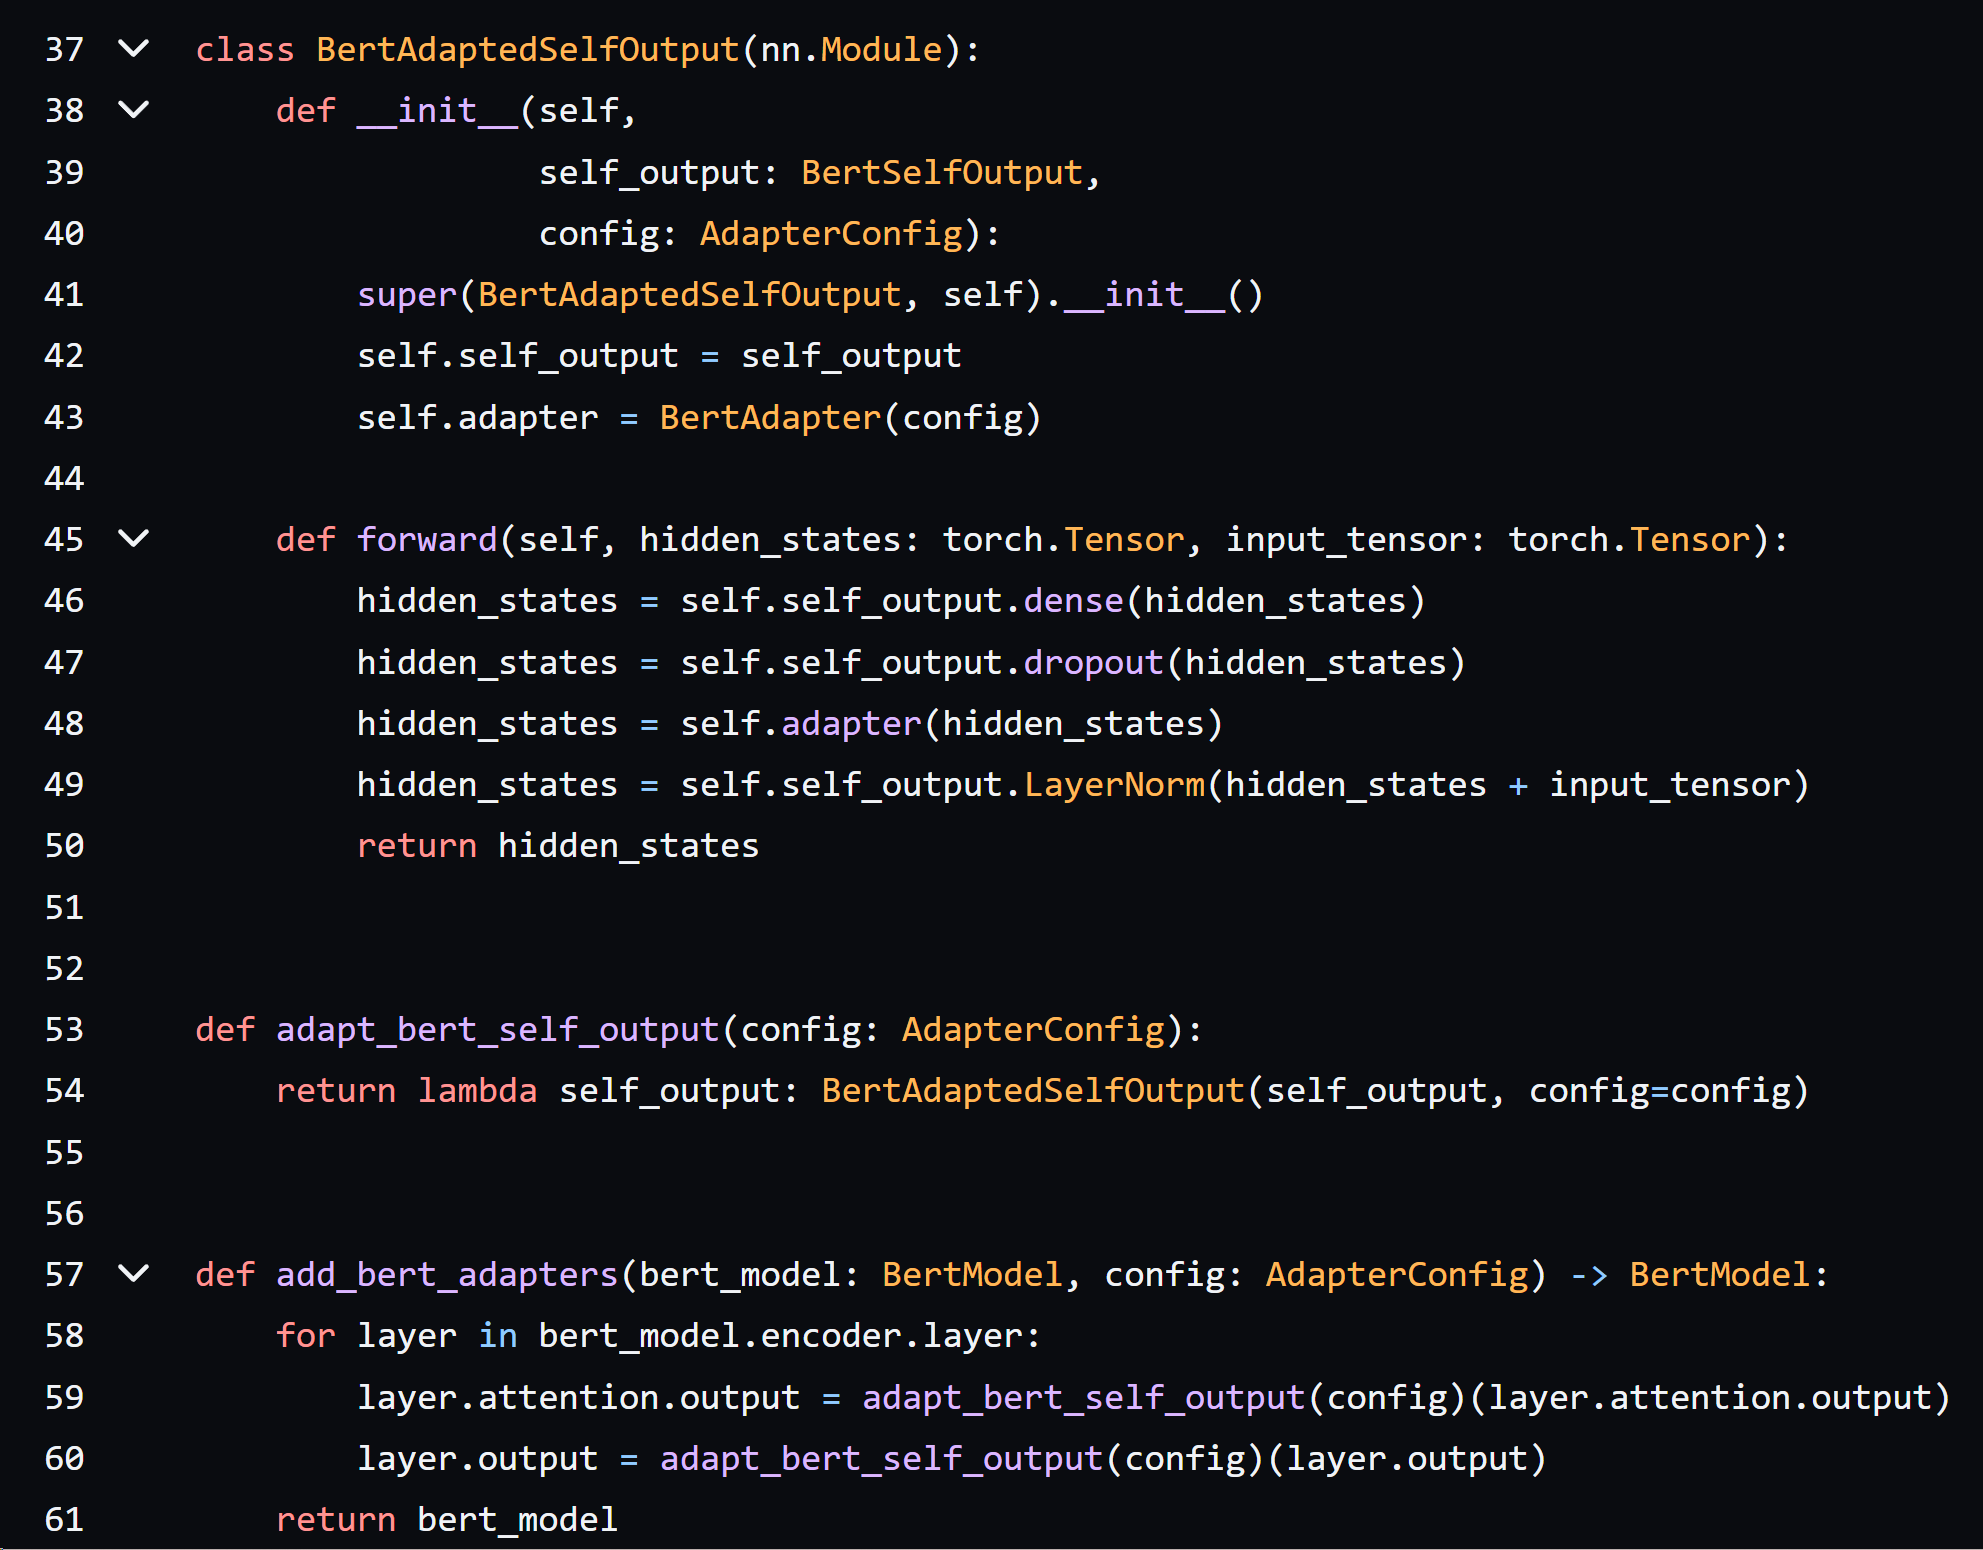 37 class BertAdaptedSelfOutput(nn.Module):
38     def __init__(self,
39                  self_output: BertSelfOutput,
40                  config: AdapterConfig):
41         super(BertAdaptedSelfOutput, self).__init__()
42         self.self_output = self_output
43         self.adapter = BertAdapter(config)
44
45     def forward(self, hidden_states: torch.Tensor, input_tensor: torch.Tensor):
46         hidden_states = self.self_output.dense(hidden_states)
47         hidden_states = self.self_output.dropout(hidden_states)
48         hidden_states = self.adapter(hidden_states)
49         hidden_states = self.self_output.LayerNorm(hidden_states + input_tensor)
50         return hidden_states
51
52
53 def adapt_bert_self_output(config: AdapterConfig):
54     return lambda self_output: BertAdaptedSelfOutput(self_output, config=config)
55
56
57 def add_bert_adapters(bert_model: BertModel, config: AdapterConfig) -> BertModel:
58     for layer in bert_model.encoder.layer:
59         layer.attention.output = adapt_bert_self_output(config)(layer.attention.output)
60         layer.output = adapt_bert_self_output(config)(layer.output)
61     return bert_model